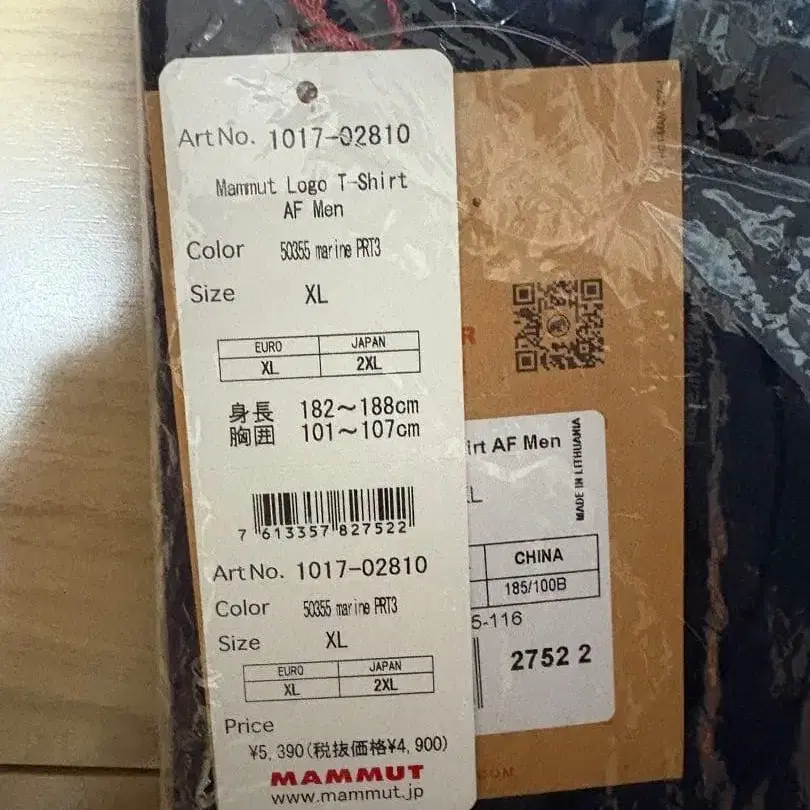 Art No. 1017-02810
Mammut Logo T-Shirt
AF Men
Color 50355 marine PRT3
Size XL
EURO JAPAN
XL 2XL
身長 182～188cm
胸囲 101～107cm
7 613357 827522
Art No. 1017-02810
Color 50355 marine PRT3
Size XL
EURO JAPAN
XL 2XL
Price
¥5,390(税抜価格¥4,900)
MAMMUT
www.mammut.jp
R
irt AF Men
MADE IN LITHUANIA
CHINA
185/100B
5-116
2752 2
.COM